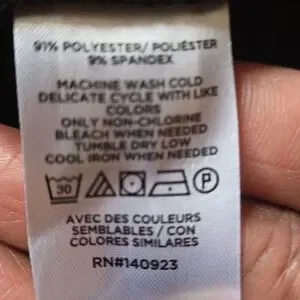 91% POLYESTER/ POLIÉSTER
9% SPANDEX
MACHINE WASH COLD
DELICATE CYCLE WITH LIKE
COLORS
ONLY NON-CHLORINE
BLEACH WHEN NEEDED
TUMBLE DRY LOW
COOL IRON WHEN NEEDED
30 P
AVEC DES COULEURS
SEMBLABLES / CON
COLORES SIMILARES
RN#140923